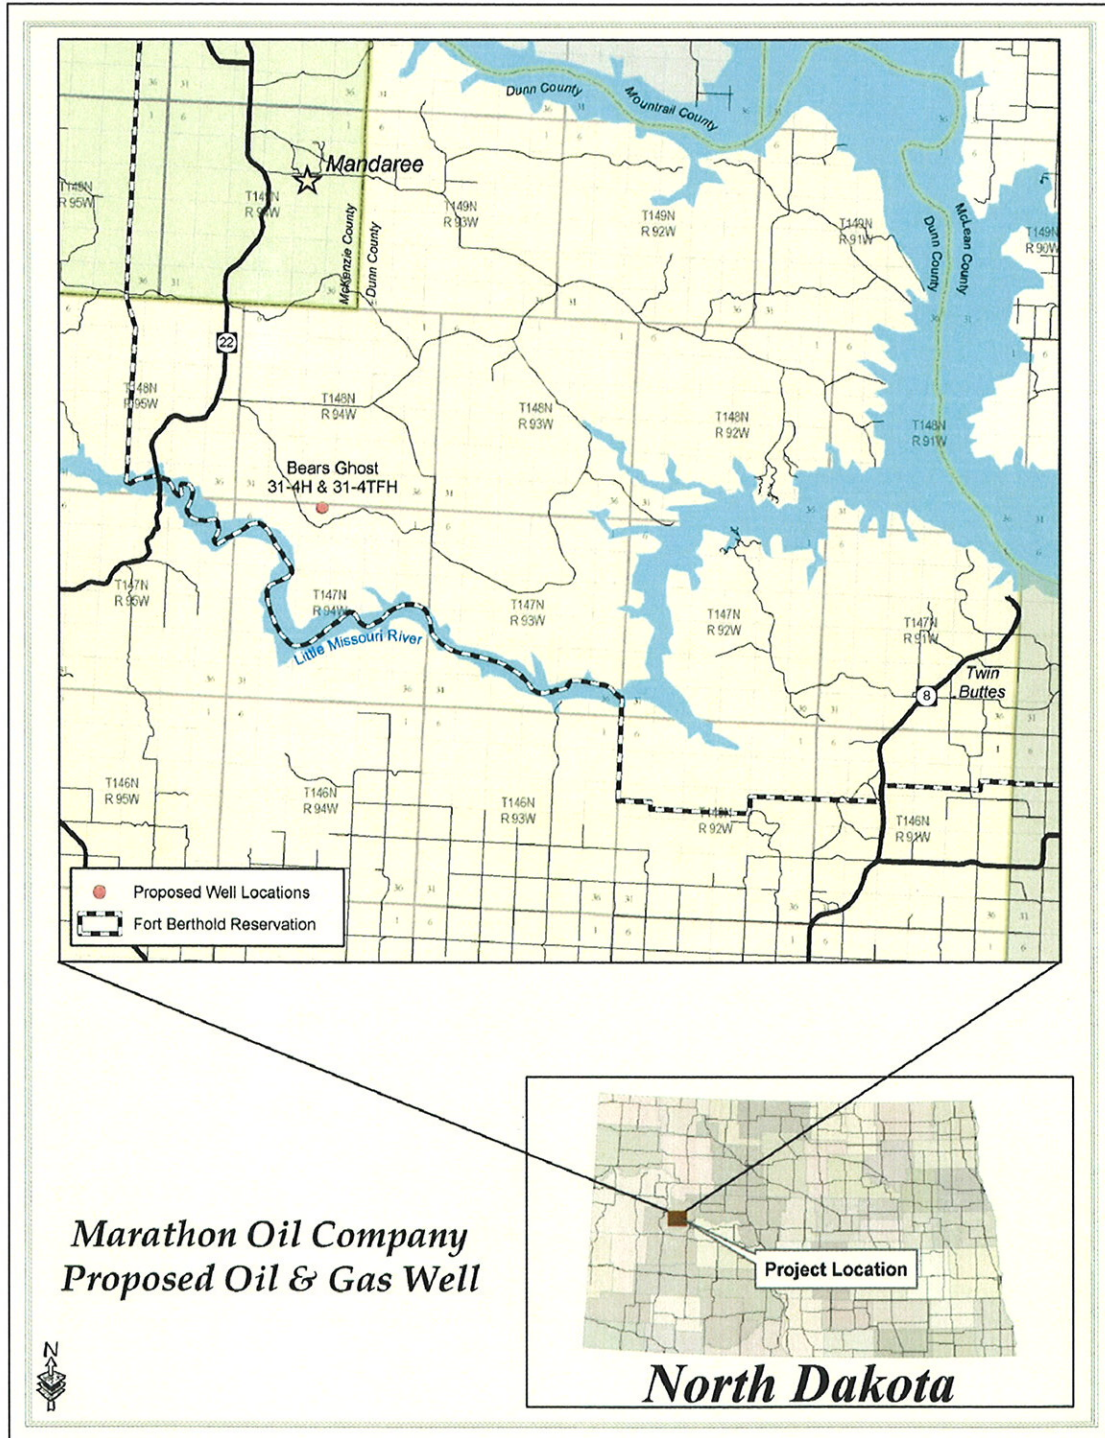 Dunn County
Mountrail County
Mandaree
T149N
R 95W
T149N
T149N
R 93W
T149N
R 92W
T149N
R 91W
T149N
R 90W
McKenzie County
Dunn County
Dunn County
McLean County
22
T148N
R 95W
T148N
R 94W
T148N
R 93W
T148N
R 92W
T148N
R 91W
Bears Ghost
31-4H & 31-4TFH
T147N
R 95W
T147N
R 94W
T147N
R 93W
T147N
R 92W
T147N
R 91W
Little Missouri River
Twin
Buttes
8
T146N
R 95W
T146N
R 94W
T146N
R 93W
R 92W
T146N
R 91W
Proposed Well Locations
Fort Berthold Reservation
Marathon Oil Company
Proposed Oil & Gas Well
N
Project Location
North Dakota